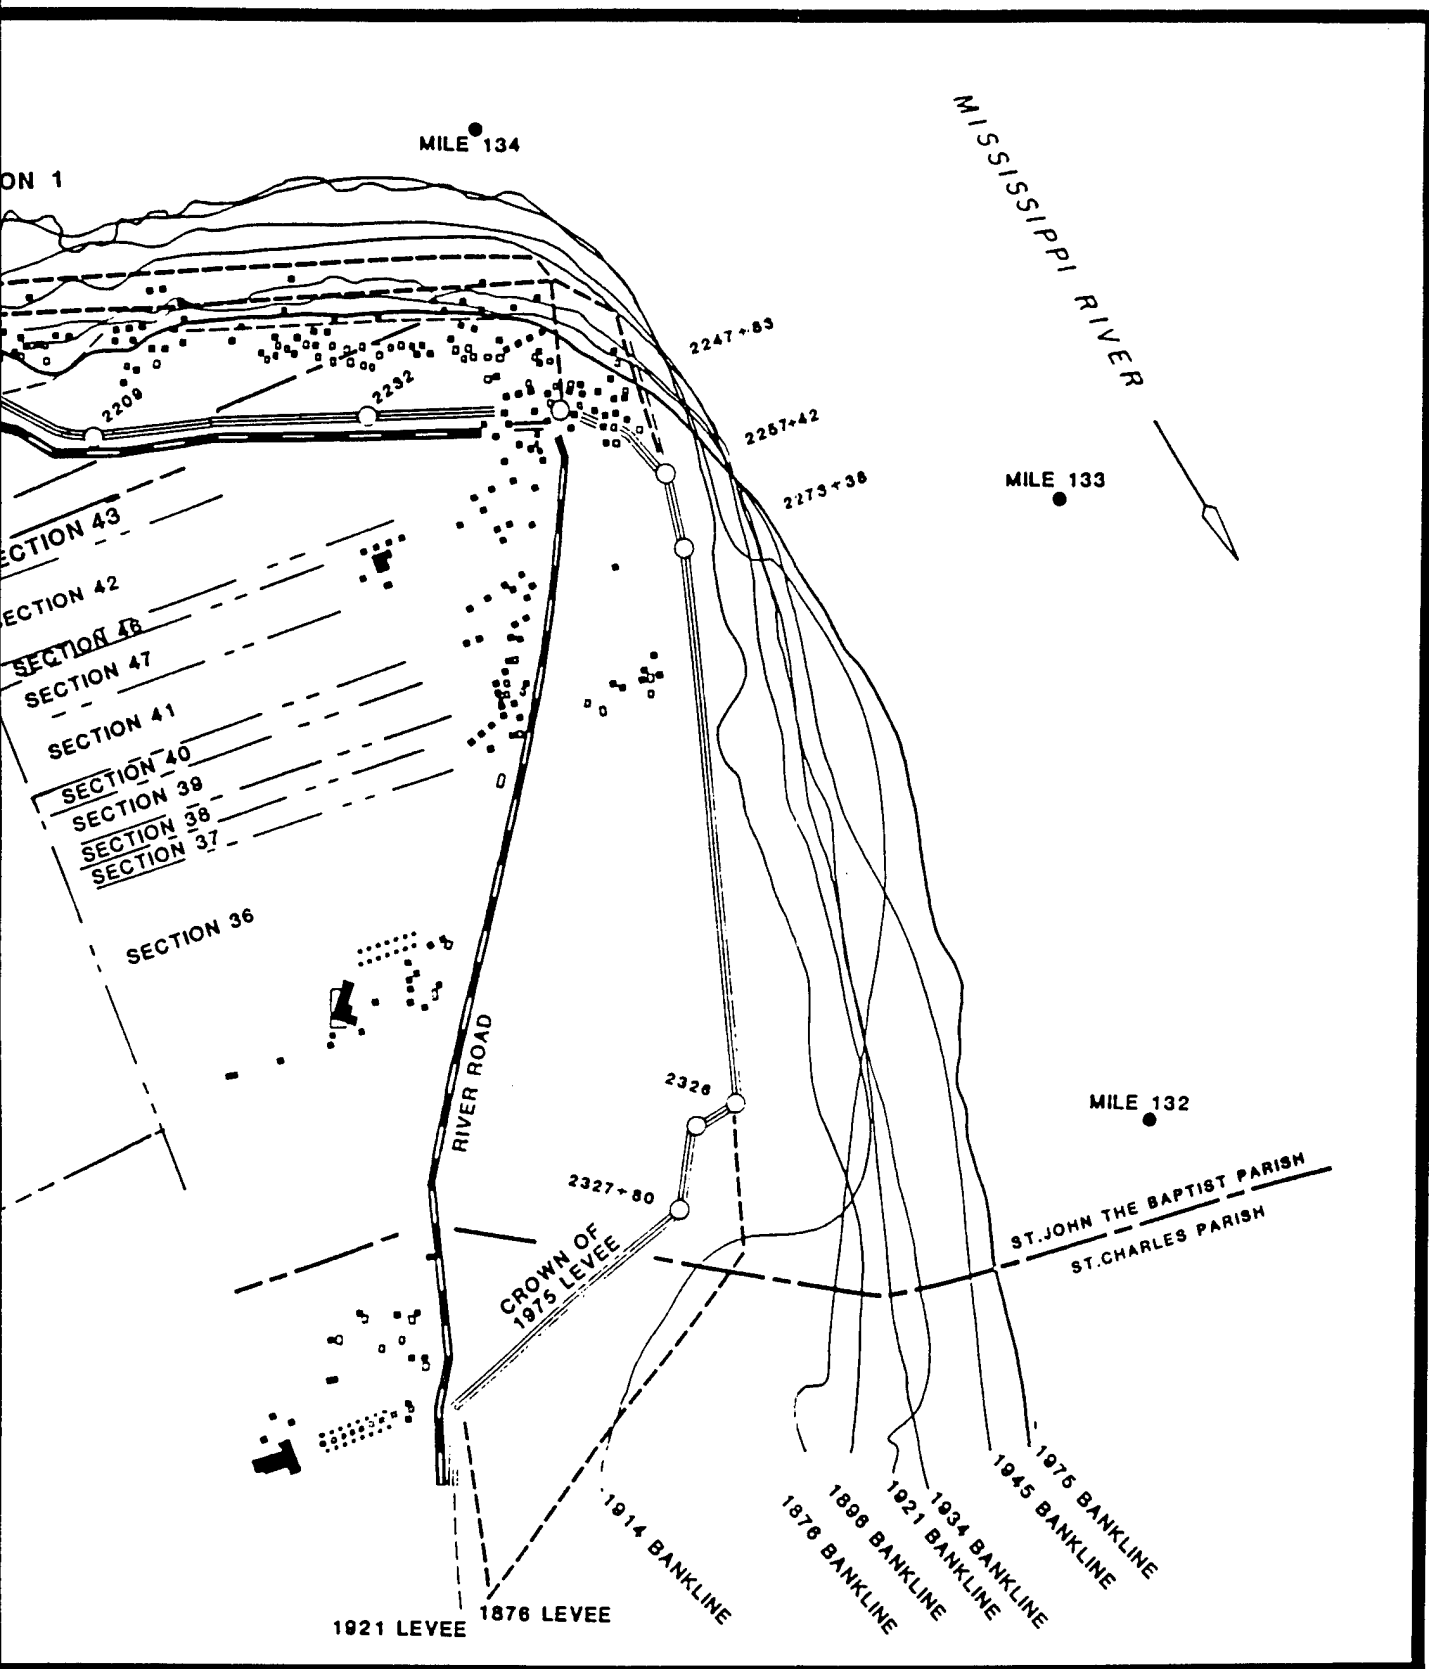 MILE 134
ON 1
MISSISSIPPI RIVER
2247+83
2209
2232
2257+42
2273+38
MILE 133
ECTION 43
ECTION 42
SECTION 46
SECTION 47
SECTION 41
SECTION 40
SECTION 39
SECTION 38
SECTION 37
SECTION 36
RIVER ROAD
2326
MILE 132
2327+80
ST. JOHN THE BAPTIST PARISH
ST. CHARLES PARISH
CROWN OF
1975 LEVEE
1914 BANKLINE
1876 BANKLINE
1896 BANKLINE
1921 BANKLINE
1934 BANKLINE
1945 BANKLINE
1975 BANKLINE
1876 LEVEE
1921 LEVEE